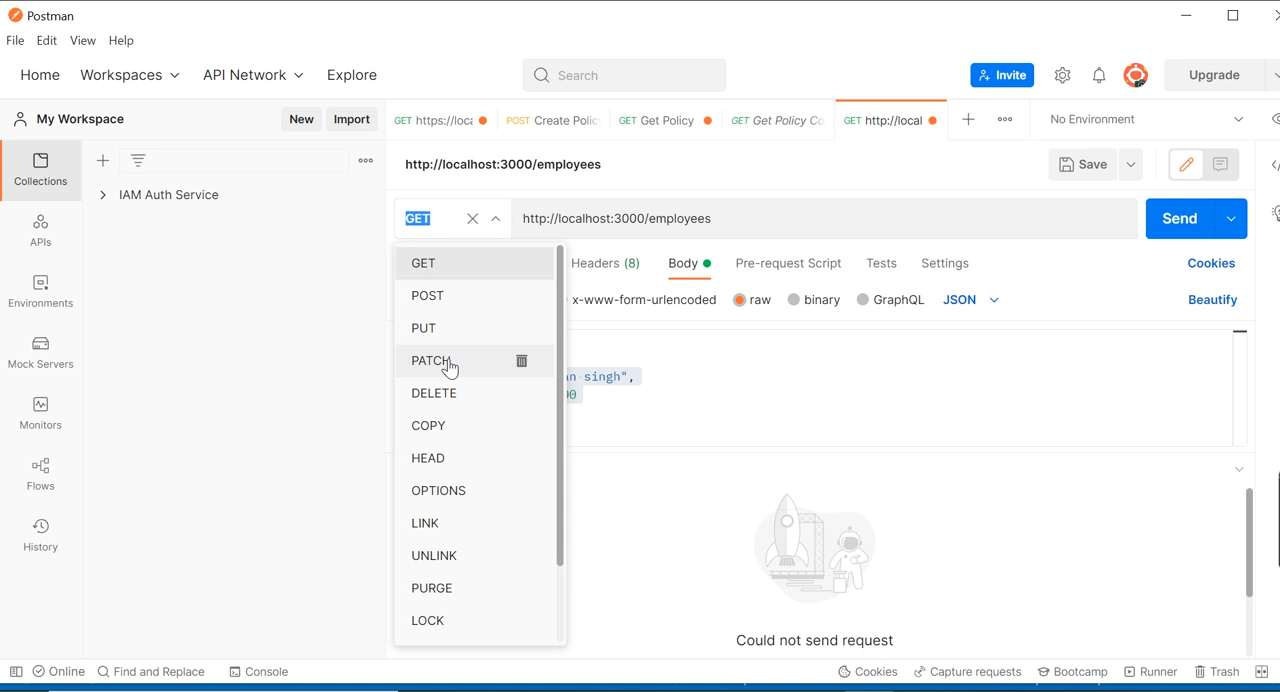 Postman
File Edit View Help
Home Workspaces API Network Explore Search Invite Upgrade
My Workspace New Import GET https://loca POST Create Polic GET Get Policy GET Get Policy Co GET http://local No Environment
Collections
IAM Auth Service
http://localhost:3000/employees Save
GET http://localhost:3000/employees Send
APIs
Headers (8) Body Pre-request Script Tests Settings Cookies
x-www-form-urlencoded raw binary GraphQL JSON Beautify
Environments
Mock Servers
Monitors
Flows
History
GET
POST
PUT
PATCH
DELETE
COPY
HEAD
OPTIONS
LINK
UNLINK
PURGE
LOCK
n singh",
Could not send request
Online Find and Replace Console Cookies Capture requests Bootcamp Runner Trash